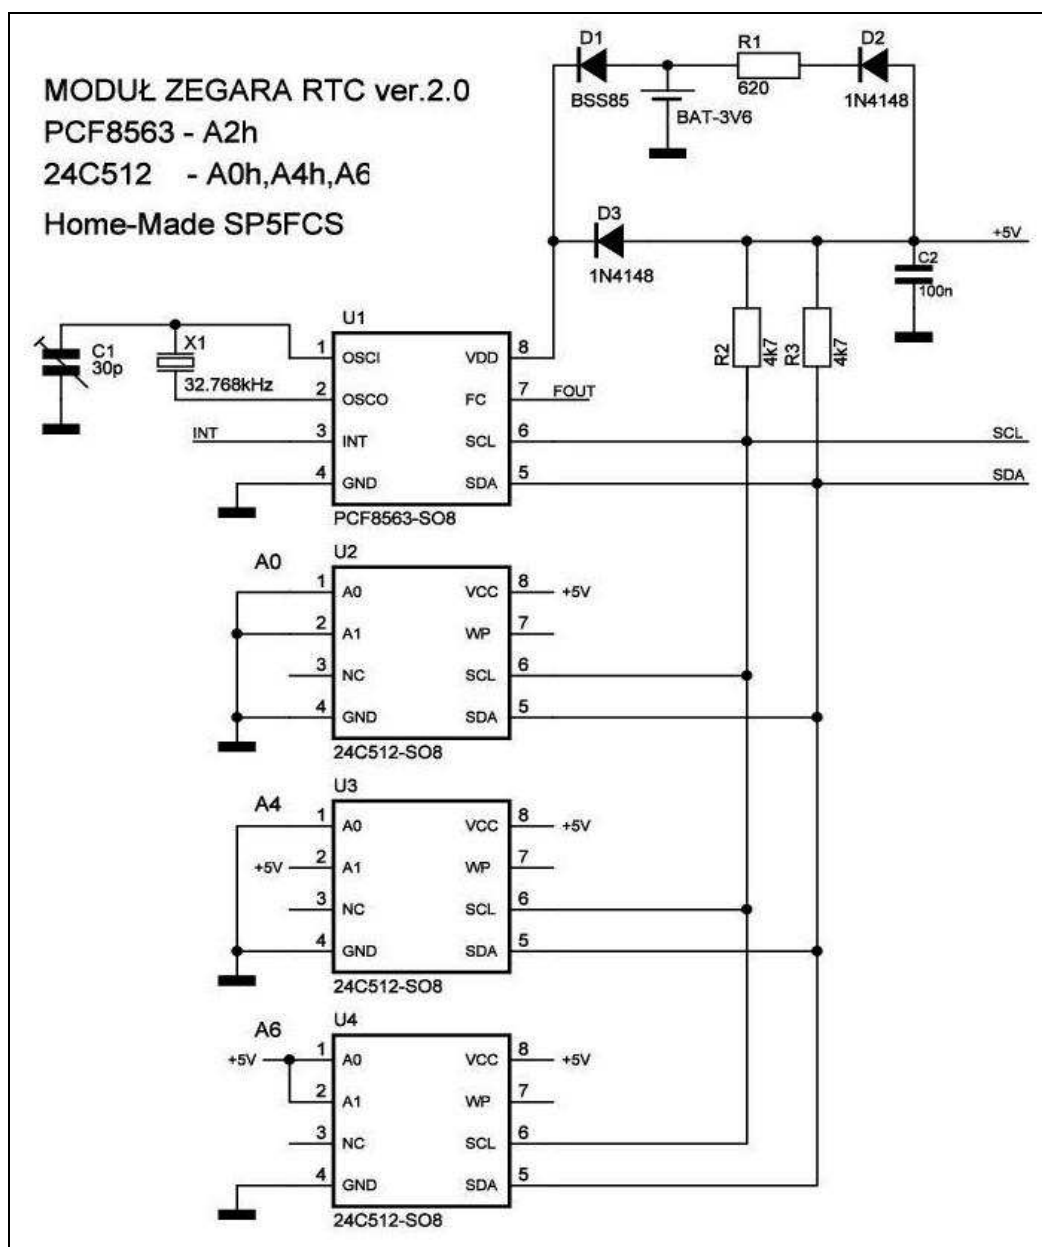 MODUŁ ZEGARA RTC ver.2.0
PCF8563 - A2h
24C512 - A0h,A4h,A6
Home-Made SP5FCS
D1
BSS85
R1
620
D2
1N4148
BAT-3V6
D3
1N4148
+5V
C2
100n
R2
4k7
R3
4k7
C1
30p
X1
32.768kHz
U1
1 OSCI VDD 8
2 OSCO FC 7 FOUT
INT 3 INT SCL 6 SCL
4 GND SDA 5 SDA
PCF8563-SO8
A0
U2
1 A0 VCC 8 +5V
2 A1 WP 7
3 NC SCL 6
4 GND SDA 5
24C512-SO8
A4
U3
1 A0 VCC 8 +5V
+5V 2 A1 WP 7
3 NC SCL 6
4 GND SDA 5
24C512-SO8
A6
U4
+5V 1 A0 VCC 8 +5V
2 A1 WP 7
3 NC SCL 6
4 GND SDA 5
24C512-SO8